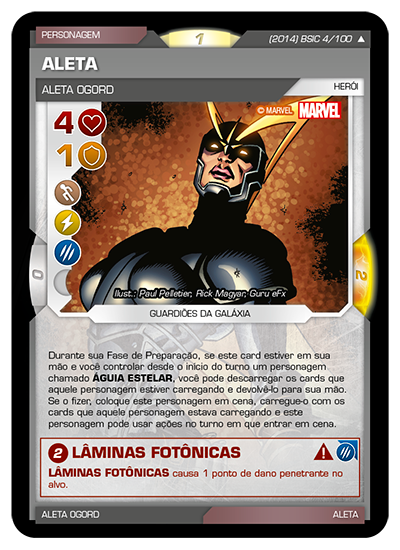 PERSONAGEM
1
(2014) BSIC 4/100 ▲
ALETA
ALETA OGORD
HERÓI
© MARVEL MARVEL
4
1
0
2
Ilust.: Paul Pelletier, Rick Magyar, Guru eFx
GUARDIÕES DA GALÁXIA
Durante sua Fase de Preparação, se este card estiver em sua
mão e você controlar desde o início do turno um personagem
chamado ÁGUIA ESTELAR, você pode descarregar os cards que
aquele personagem estiver carregando e devolvê-lo para sua mão.
Se o fizer, coloque este personagem em cena, carregue-o com os
cards que aquele personagem estava carregando e este
personagem pode usar ações no turno em que entrar em cena.
2 LÂMINAS FOTÔNICAS
LÂMINAS FOTÔNICAS causa 1 ponto de dano penetrante no
alvo.
ALETA OGORD
ALETA